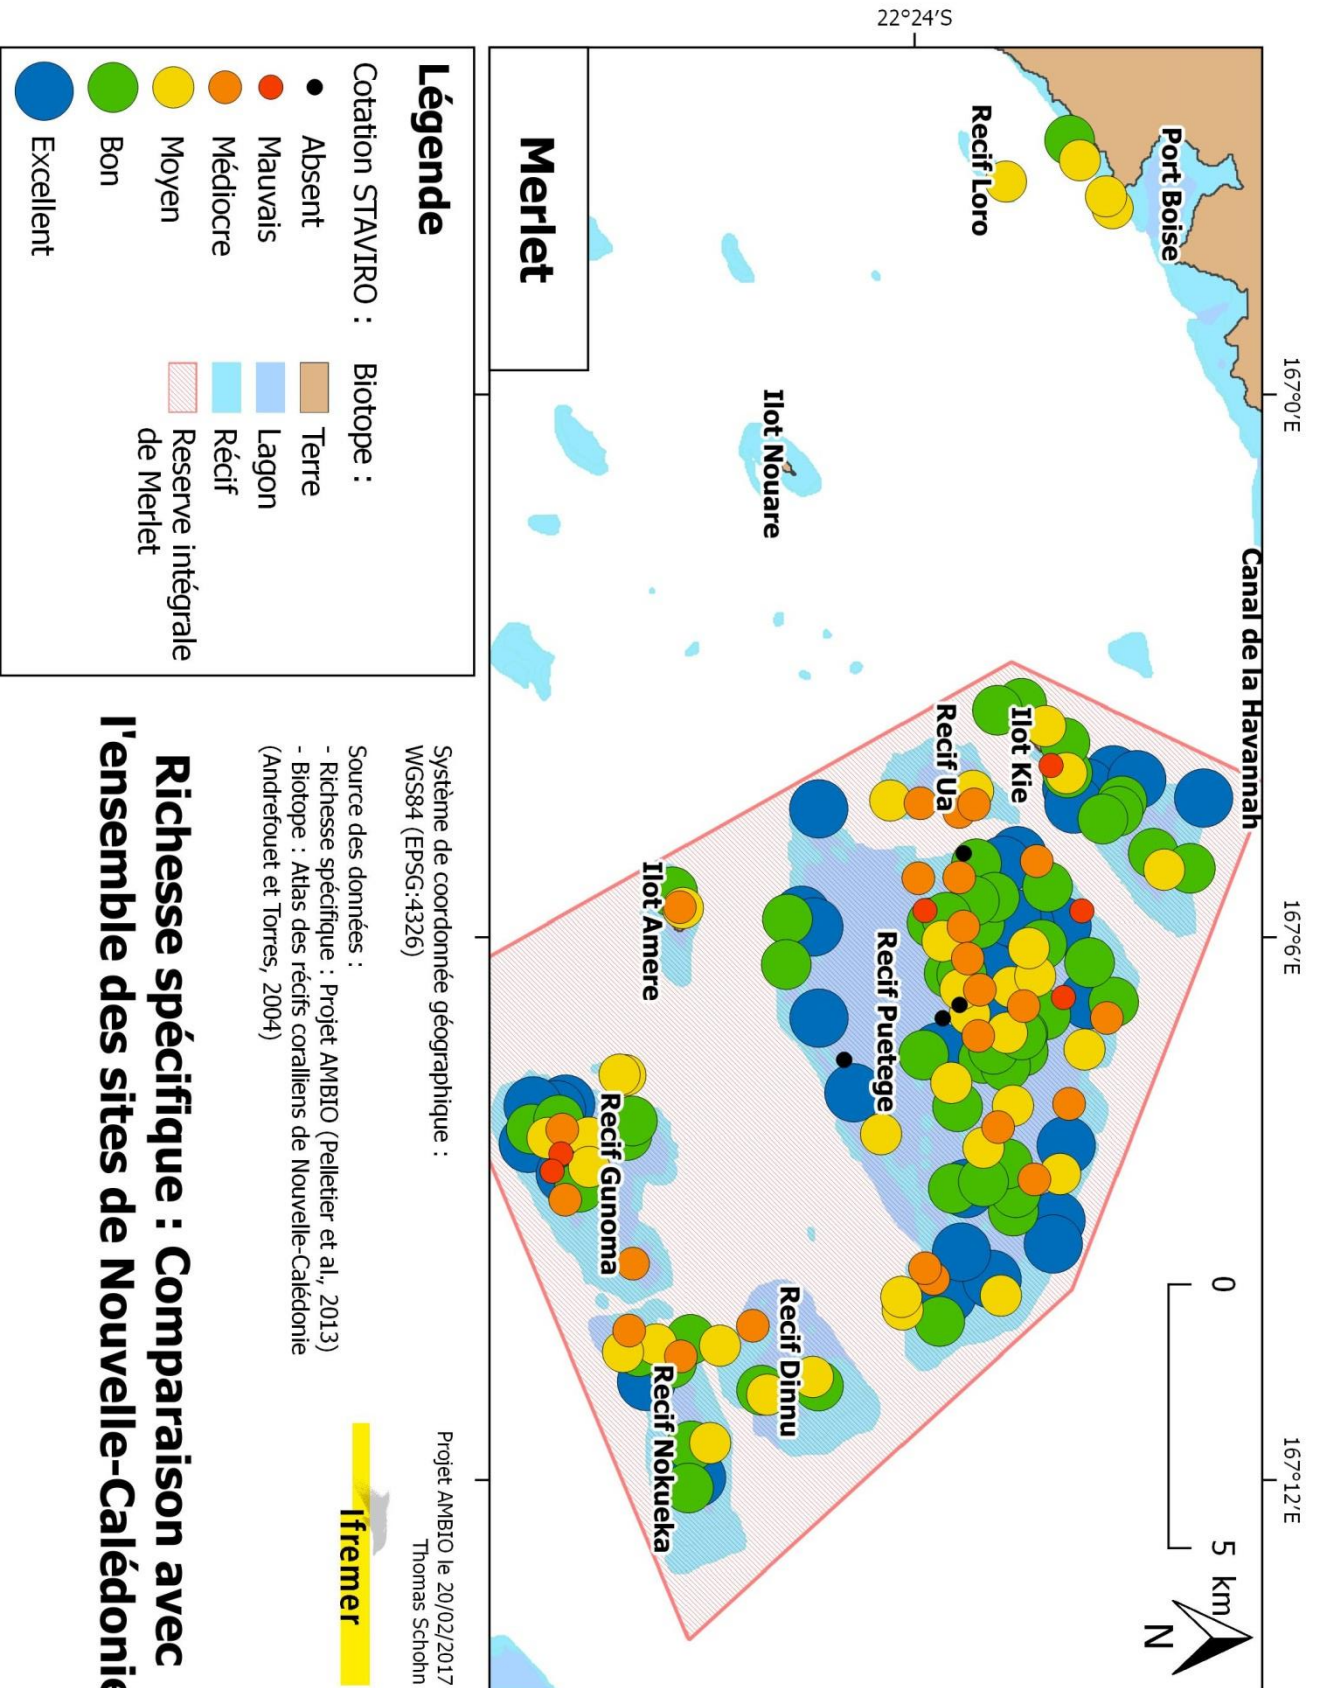 167°0'E
167°6'E
167°12'E
22°24'S
Canal de la Havannah
Port Boise
Recif Loro
Ilot Nouare
Ilot Kie
Recif Ua
Recif Puetege
Ilot Amere
Recif Gunoma
Recif Dinnu
Recif Nokueka
0
5 km
N
Merlet
Légende
Cotation STAVIRO :
Absent
Mauvais
Médiocre
Moyen
Bon
Excellent
Biotope :
Terre
Lagon
Récif
Reserve intégrale
de Merlet
Système de coordonnée géographique :
WGS84 (EPSG:4326)
Source des données :
- Richesse spécifique : Projet AMBIO (Pelletier et al., 2013)
- Biotope : Atlas des récifs coralliens de Nouvelle-Calédonie
(Andrefouet et Torres, 2004)
Projet AMBIO le 20/02/2017
Thomas Schohn
Ifremer
Richesse spécifique : Comparaison avec
l'ensemble des sites de Nouvelle-Calédonie